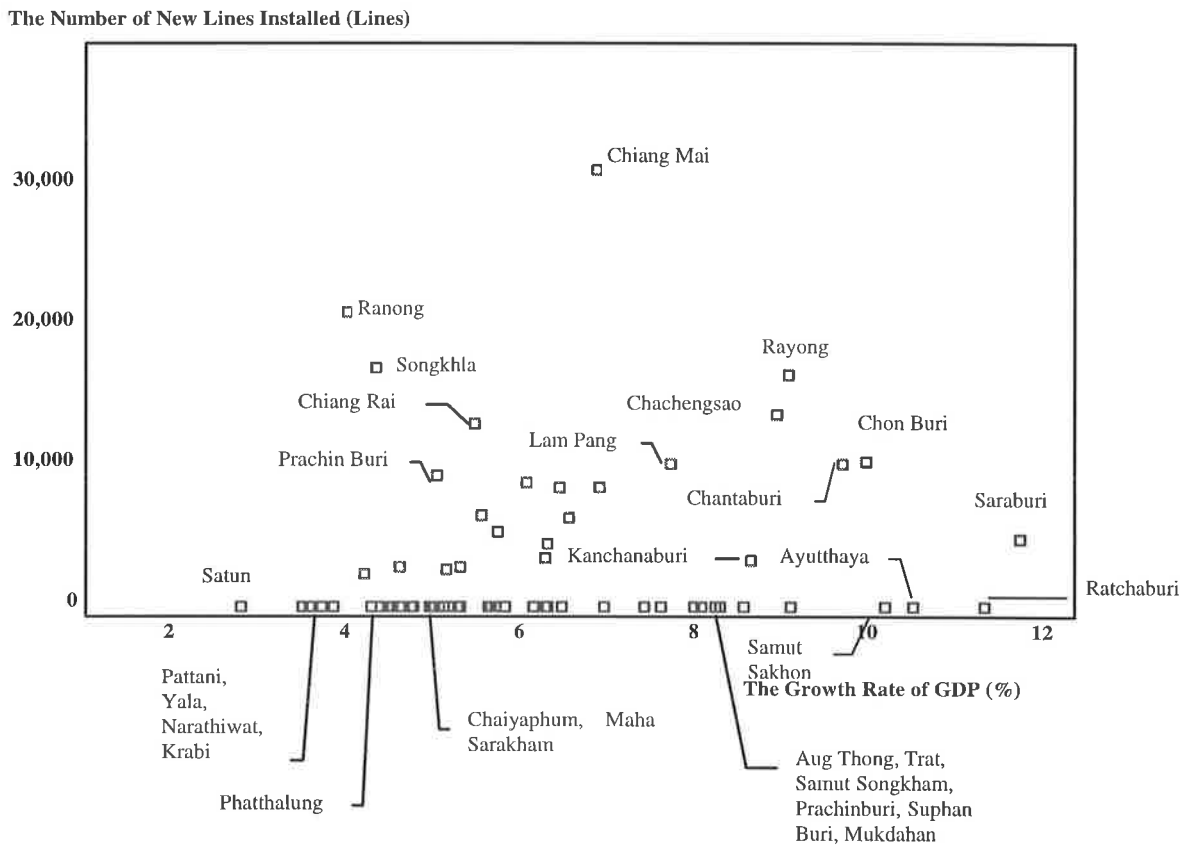 The Number of New Lines Installed (Lines)
Chiang Mai
30,000
Ranong
20,000
Rayong
Songkhla
Chiang Rai
Chachengsao
Chon Buri
Lam Pang
10,000
Prachin Buri
Chantaburi
Saraburi
Kanchanaburi
Ayutthaya
Satun
Ratchaburi
0
2 4 6 8 10 12
Samut
Sakhon
The Growth Rate of GDP (%)
Pattani,
Yala,
Narathiwat,
Krabi
Chaiyaphum, Maha
Sarakham
Phatthalung
Aug Thong, Trat,
Samut Songkham,
Prachinburi, Suphan
Buri, Mukdahan